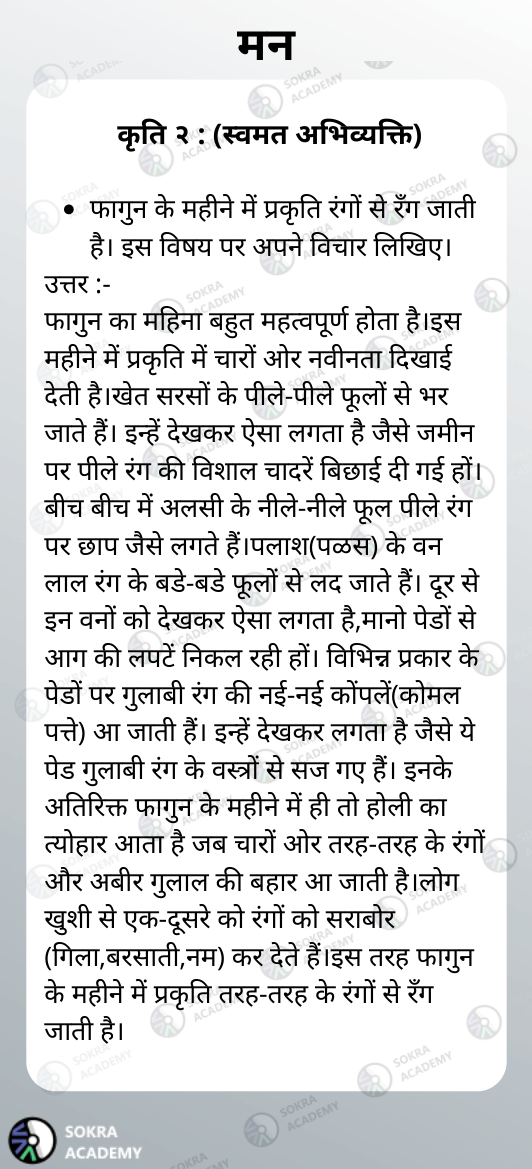 मन
कृति २ : (स्वमत अभिव्यक्ति)
• फागुन के महीने में प्रकृति रंगों से रँग जाती
है। इस विषय पर अपने विचार लिखिए।
उत्तर :-
फागुन का महिना बहुत महत्वपूर्ण होता है।इस
महीने में प्रकृति में चारों ओर नवीनता दिखाई
देती है।खेत सरसों के पीले-पीले फूलों से भर
जाते हैं। इन्हें देखकर ऐसा लगता है जैसे जमीन
पर पीले रंग की विशाल चादरें बिछाई दी गई हों।
बीच बीच में अलसी के नीले-नीले फूल पीले रंग
पर छाप जैसे लगते हैं।पलाश(पळस) के वन
लाल रंग के बडे-बडे फूलों से लद जाते हैं। दूर से
इन वनों को देखकर ऐसा लगता है,मानो पेडों से
आग की लपटें निकल रही हों। विभिन्न प्रकार के
पेडों पर गुलाबी रंग की नई-नई कोंपलें(कोमल
पत्ते) आ जाती हैं। इन्हें देखकर लगता है जैसे ये
पेड गुलाबी रंग के वस्त्रों से सज गए हैं। इनके
अतिरिक्त फागुन के महीने में ही तो होली का
त्योहार आता है जब चारों ओर तरह-तरह के रंगों
और अबीर गुलाल की बहार आ जाती है।लोग
खुशी से एक-दूसरे को रंगों को सराबोर
(गिला,बरसाती,नम) कर देते हैं।इस तरह फागुन
के महीने में प्रकृति तरह-तरह के रंगों से रँग
जाती है।
SOKRA
ACADEMY